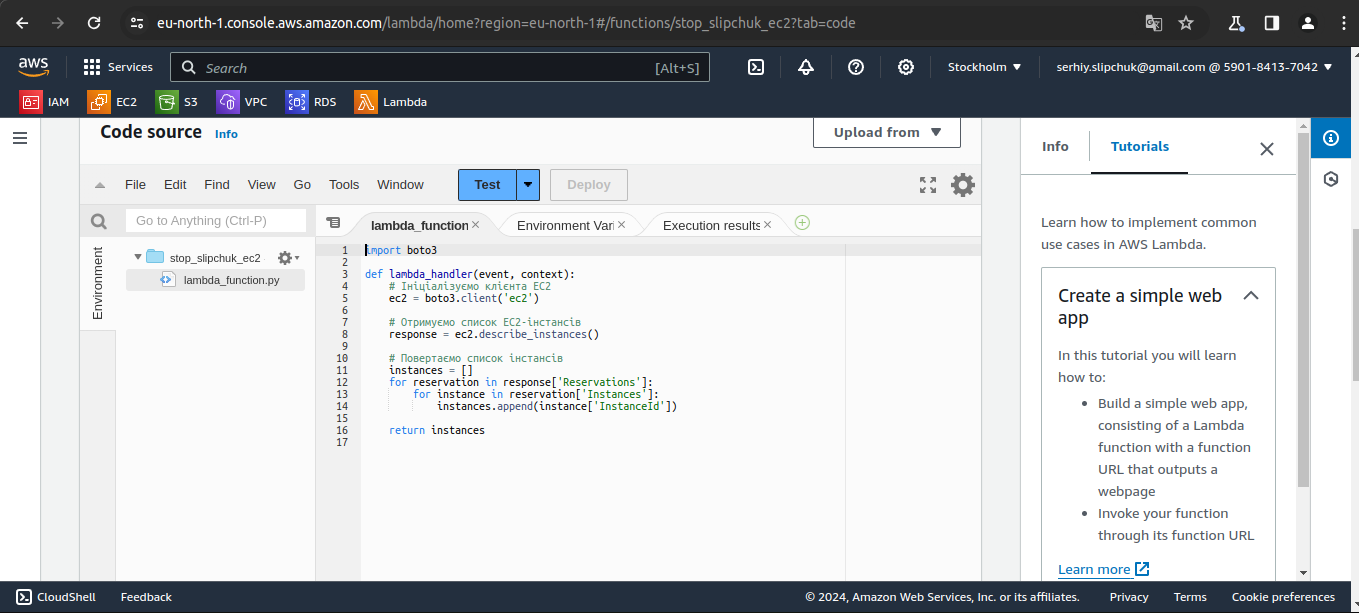 eu-north-1.console.aws.amazon.com/lambda/home?region=eu-north-1#/functions/stop_slipchuk_ec2?tab=code
aws
Services
Search
[Alt+S]
Stockholm
serhiy.slipchuk@gmail.com @ 5901-8413-7042
IAM
EC2
S3
VPC
RDS
Lambda
Code source
Info
Upload from
File
Edit
Find
View
Go
Tools
Window
Test
Deploy
Go to Anything (Ctrl-P)
Environment
stop_slipchuk_ec2
lambda_function.py
lambda_function
Environment Vari
Execution results
1 import boto3
2
3 def lambda_handler(event, context):
4 # Ініціалізуємо клієнта EC2
5 ec2 = boto3.client('ec2')
6
7 # Отримуємо список EC2-інстансів
8 response = ec2.describe_instances()
9
10 # Повертаємо список інстансів
11 instances = []
12 for reservation in response['Reservations']:
13 for instance in reservation['Instances']:
14 instances.append(instance['InstanceId'])
15
16 return instances
17
Info
Tutorials
Learn how to implement common
use cases in AWS Lambda.
Create a simple web
app
In this tutorial you will learn
how to:
• Build a simple web app,
consisting of a Lambda
function with a function
URL that outputs a
webpage
• Invoke your function
through its function URL
Learn more
CloudShell
Feedback
© 2024, Amazon Web Services, Inc. or its affiliates.
Privacy
Terms
Cookie preferences